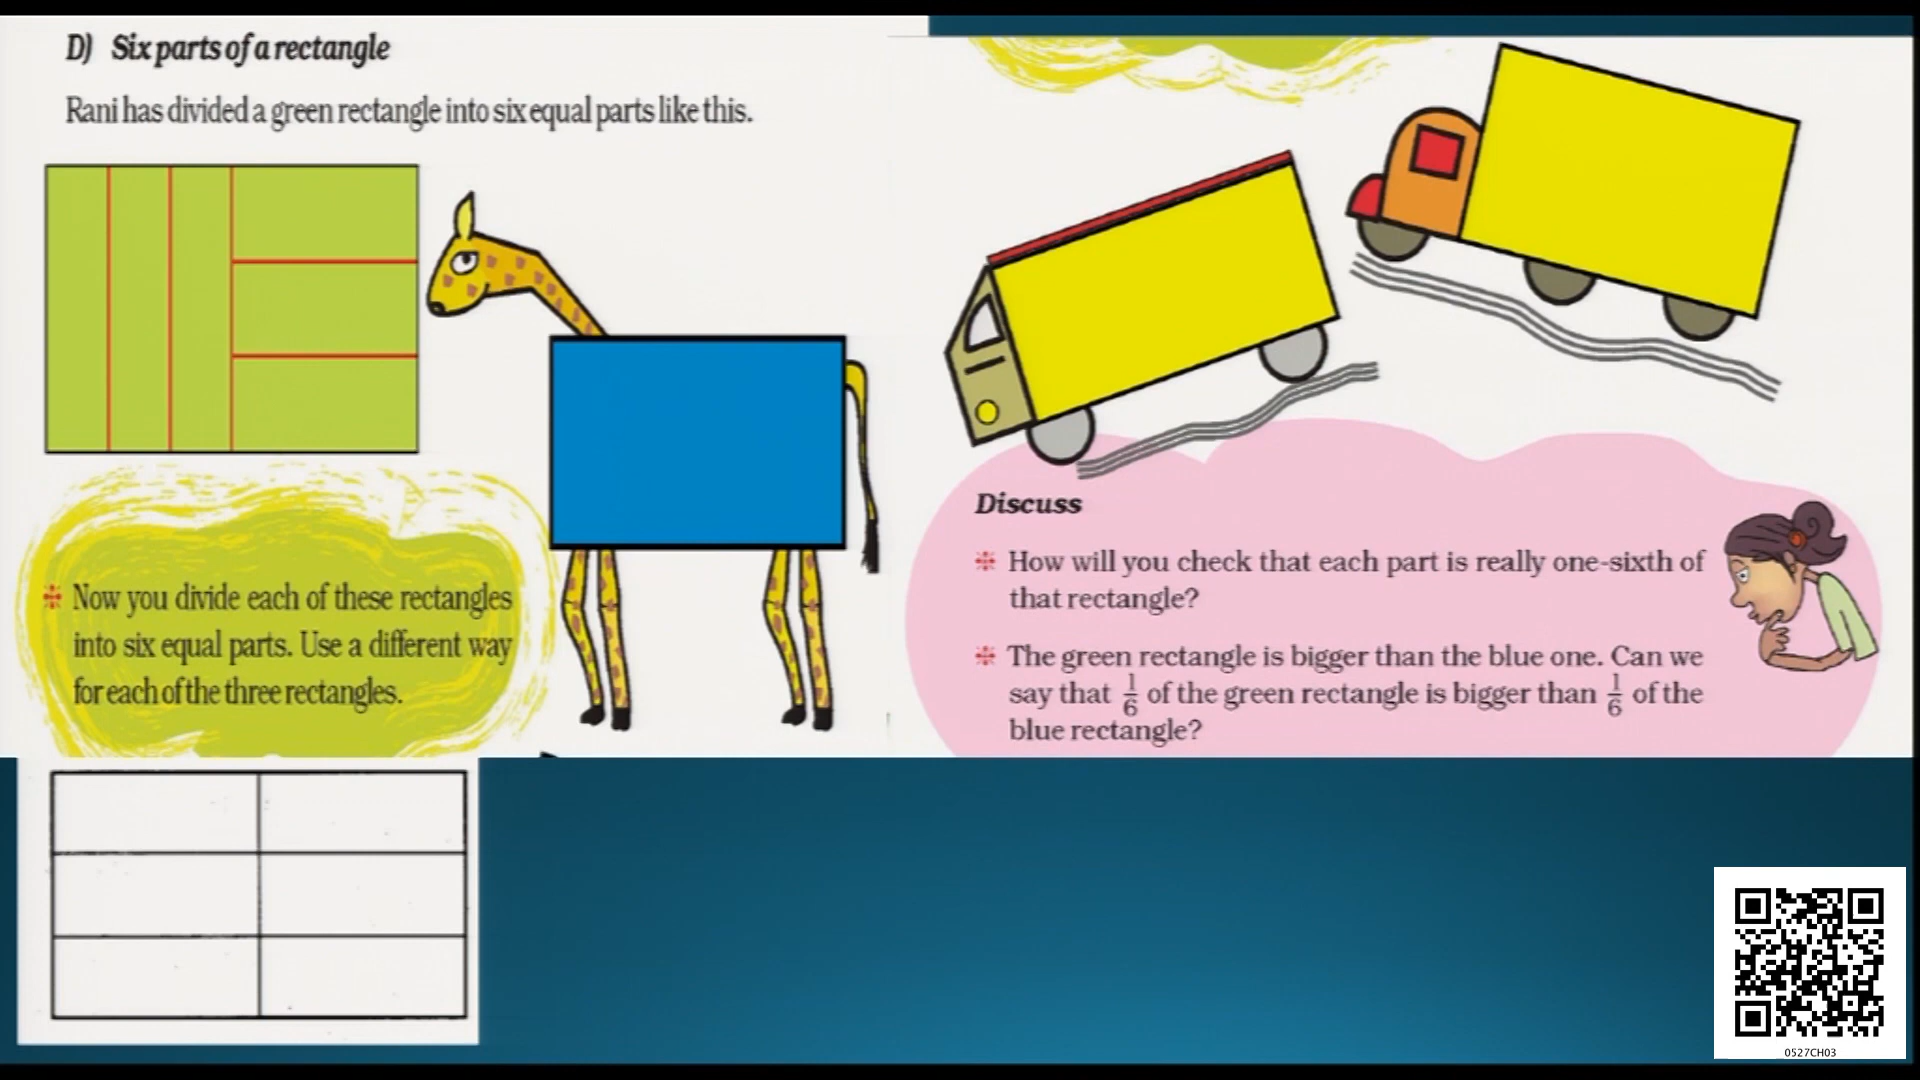 D) Six parts of a rectangle
Rani has divided a green rectangle into six equal parts like this.
Now you divide each of these rectangles
into six equal parts. Use a different way
for each of the three rectangles.
Discuss
How will you check that each part is really one-sixth of
that rectangle?
The green rectangle is bigger than the blue one. Can we
say that 1/6 of the green rectangle is bigger than 1/6 of the
blue rectangle?
0527CH03